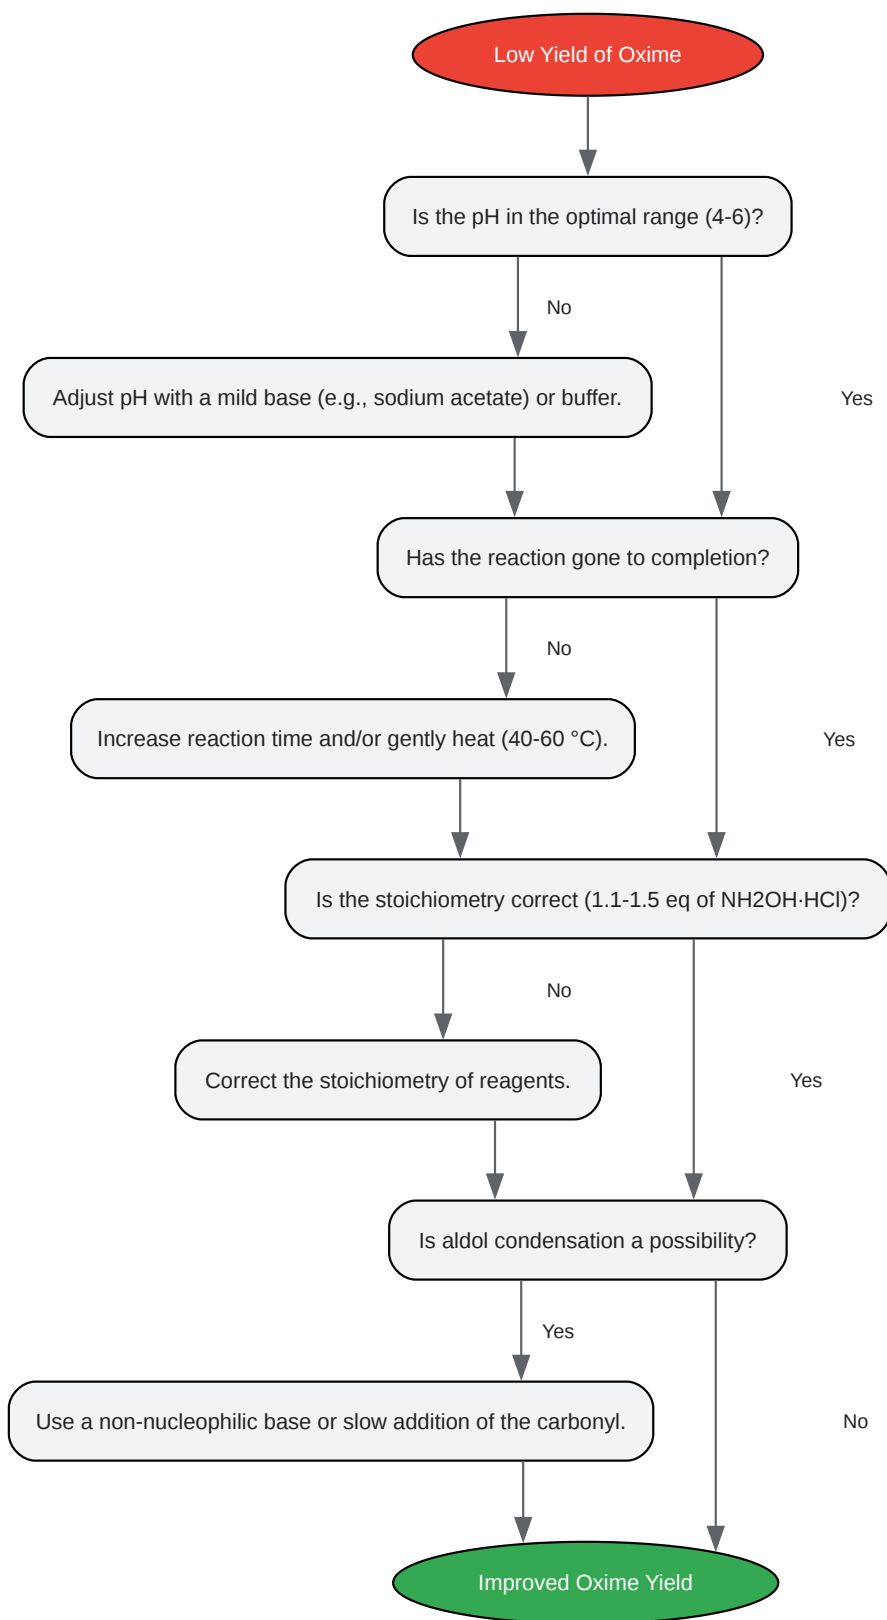 Low Yield of Oxime
Is the pH in the optimal range (4-6)?
No
Adjust pH with a mild base (e.g., sodium acetate) or buffer.
Yes
Has the reaction gone to completion?
No
Increase reaction time and/or gently heat (40-60 °C).
Yes
Is the stoichiometry correct (1.1-1.5 eq of NH2OH·HCl)?
No
Correct the stoichiometry of reagents.
Yes
Is aldol condensation a possibility?
Yes
Use a non-nucleophilic base or slow addition of the carbonyl.
No
Improved Oxime Yield